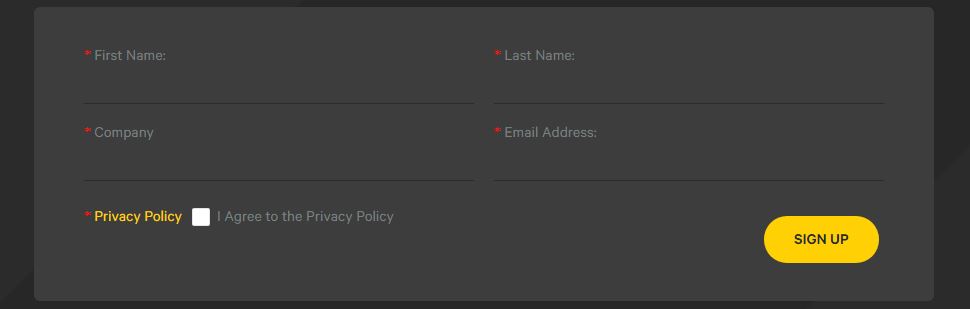 * First Name:
* Last Name:
* Company
* Email Address:
* Privacy Policy I Agree to the Privacy Policy
SIGN UP